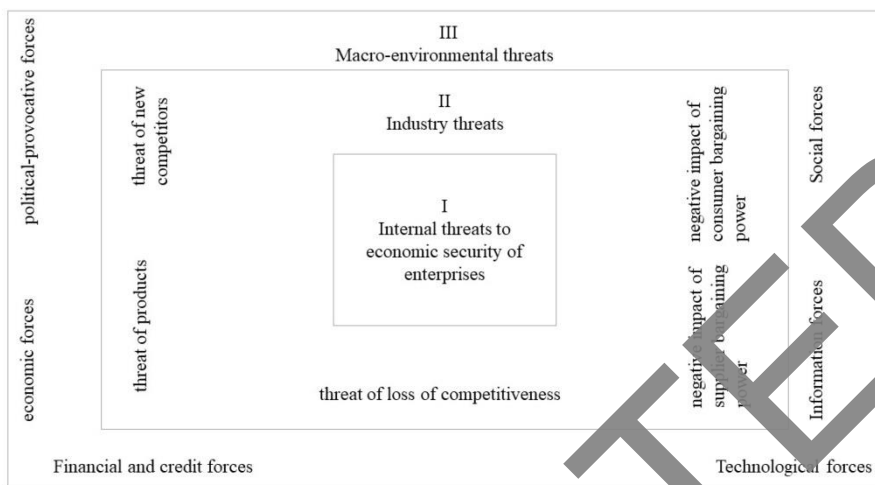 III
Macro-environmental threats
political-provocative forces
economic forces
Financial and credit forces
Social forces
Information forces
Technological forces
II
Industry threats
threat of new
competitors
threat of products
negative impact of
consumer bargaining
power
negative impact of
supplier bargaining
power
threat of loss of competitiveness
I
Internal threats to
economic security of
enterprises
TED